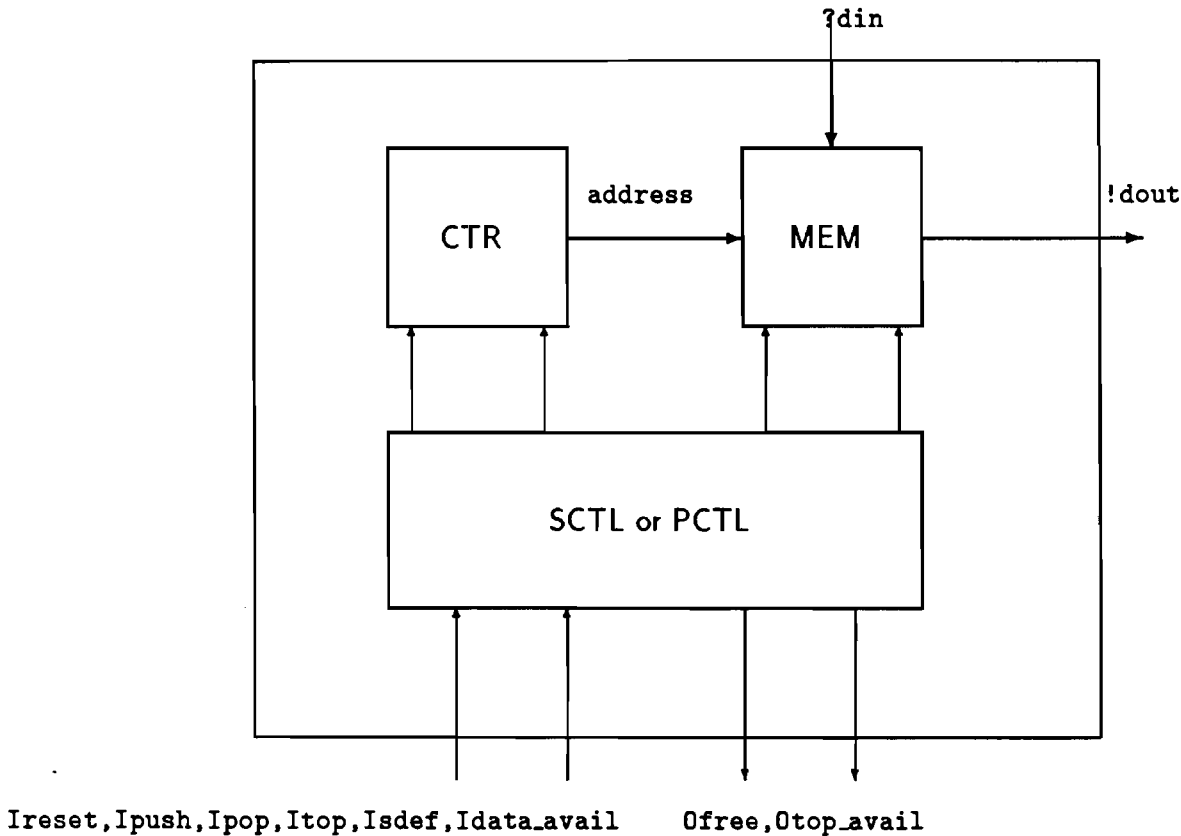 ?din
address
!dout
CTR
MEM
SCTL or PCTL
Ireset,Ipush,Ipop,Itop,Isdef,Idata_avail
Ofree,Otop_avail